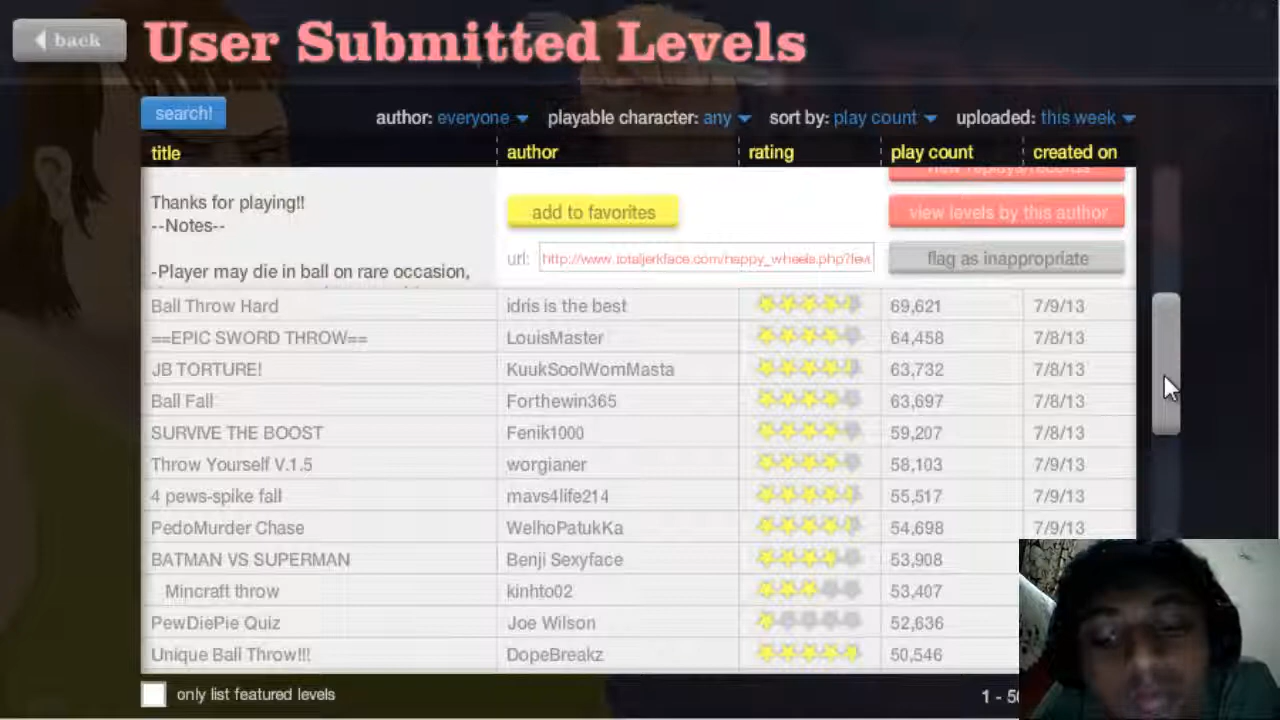 back
User Submitted Levels
search!
author: everyone playable character: any sort by: play count uploaded: this week
title author rating play count created on
view replays/records
Thanks for playing!!
add to favorites
view levels by this author
--Notes--
url: http://www.totaljerkface.com/happy_wheels.php?
flag as inappropriate
-Player may die in ball on rare occasion,
Ball Throw Hard idris is the best 69,621 7/9/13
==EPIC SWORD THROW== LouisMaster 64,458 7/8/13
JB TORTURE! KuukSoolWomMasta 63,732 7/8/13
Ball Fall Forthewin365 63,697 7/8/13
SURVIVE THE BOOST Fenik1000 59,207 7/8/13
Throw Yourself V.1.5 worgianer 58,103 7/9/13
4 pews-spike fall mavs4life214 55,517 7/9/13
PedoMurder Chase WelhoPatukKa 54,698 7/9/13
BATMAN VS SUPERMAN Benji Sexyface 53,908
Mincraft throw kinhto02 53,407
PewDiePie Quiz Joe Wilson 52,636
Unique Ball Throw!!! DopeBreakz 50,546
only list featured levels
1 - 50